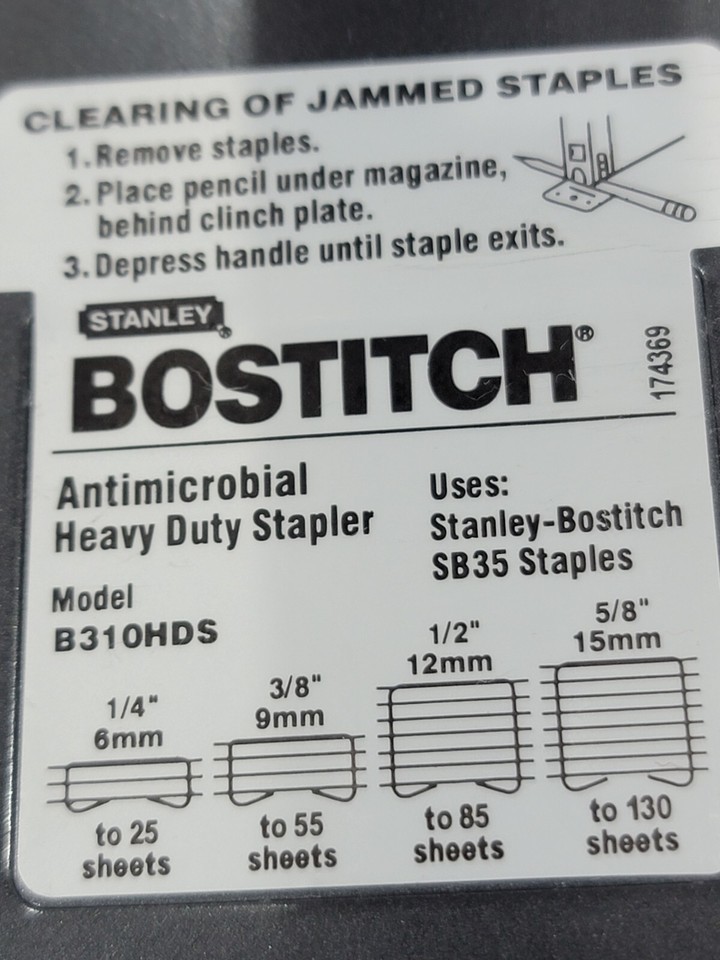 CLEARING OF JAMMED STAPLES
1. Remove staples.
2. Place pencil under magazine,
behind clinch plate.
3. Depress handle until staple exits.
STANLEY®
BOSTITCH®
174369
Antimicrobial
Heavy Duty Stapler
Model
B310HDS
Uses:
Stanley-Bostitch
SB35 Staples
1/4"
6mm
to 25
sheets
3/8"
9mm
to 55
sheets
1/2"
12mm
to 85
sheets
5/8"
15mm
to 130
sheets